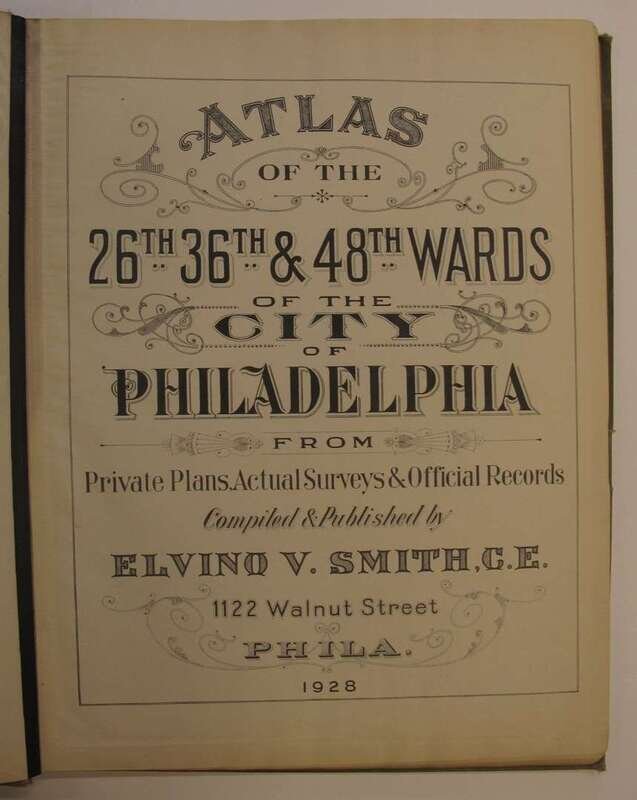 ATLAS
OF THE
26TH 36TH & 48TH WARDS
OF THE
CITY
OF
PHILADELPHIA
FROM
Private Plans, Actual Surveys & Official Records
Compiled & Published by
ELVINO V. SMITH, C.E.
1122 Walnut Street
PHILA.
1928